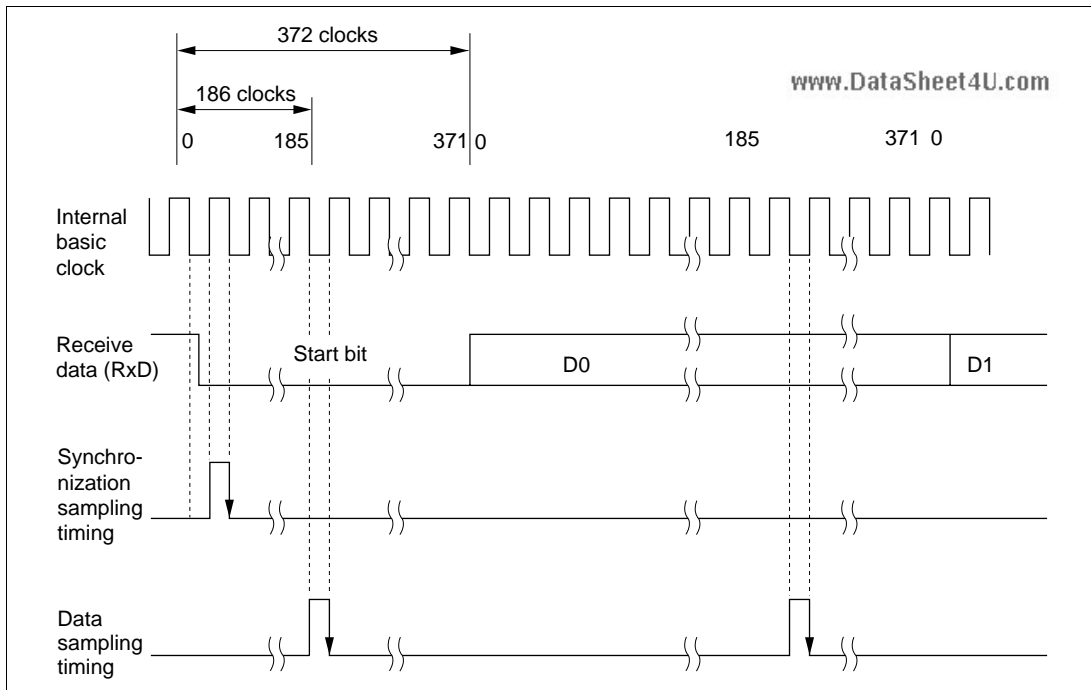 372 clocks
www.DataSheet4U.com
186 clocks
0 185 371 0 185 371 0
Internal
basic
clock
Receive
data (RxD)
Start bit
D0
D1
Synchro-
nization
sampling
timing
Data
sampling
timing